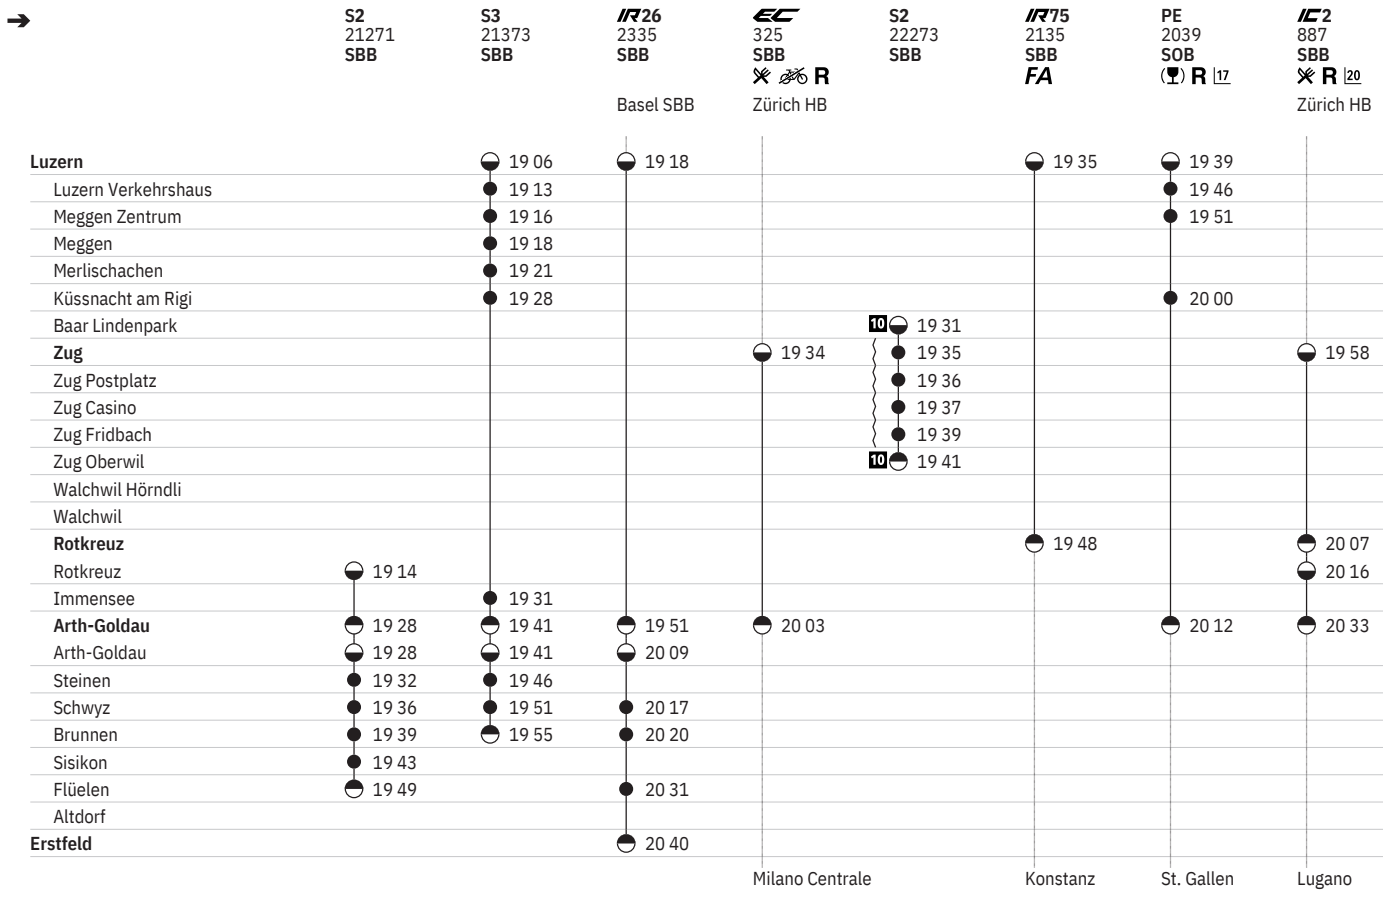 ➔ S2 S3 IR26 EC S2 IR75 PE IC2
21271 21373 2335 325 22273 2135 2039 887
SBB SBB SBB SBB SBB SBB SOB SBB
R FA R 17 R 20
Basel SBB Zürich HB Zürich HB
Luzern 19 06 19 18 19 35 19 39
Luzern Verkehrshaus 19 13 19 46
Meggen Zentrum 19 16 19 51
Meggen 19 18
Merlischachen 19 21
Küssnacht am Rigi 19 28 20 00
Baar Lindenpark 10 19 31
Zug 19 34 19 35 19 58
Zug Postplatz 19 36
Zug Casino 19 37
Zug Fridbach 19 39
Zug Oberwil 10 19 41
Walchwil Hörndli
Walchwil
Rotkreuz 19 48 20 07
Rotkreuz 19 14 20 16
Immensee 19 31
Arth-Goldau 19 28 19 41 19 51 20 03 20 12 20 33
Arth-Goldau 19 28 19 41 20 09
Steinen 19 32 19 46
Schwyz 19 36 19 51 20 17
Brunnen 19 39 19 55 20 20
Sisikon 19 43
Flüelen 19 49 20 31
Altdorf
Erstfeld 20 40
Milano Centrale Konstanz St. Gallen Lugano